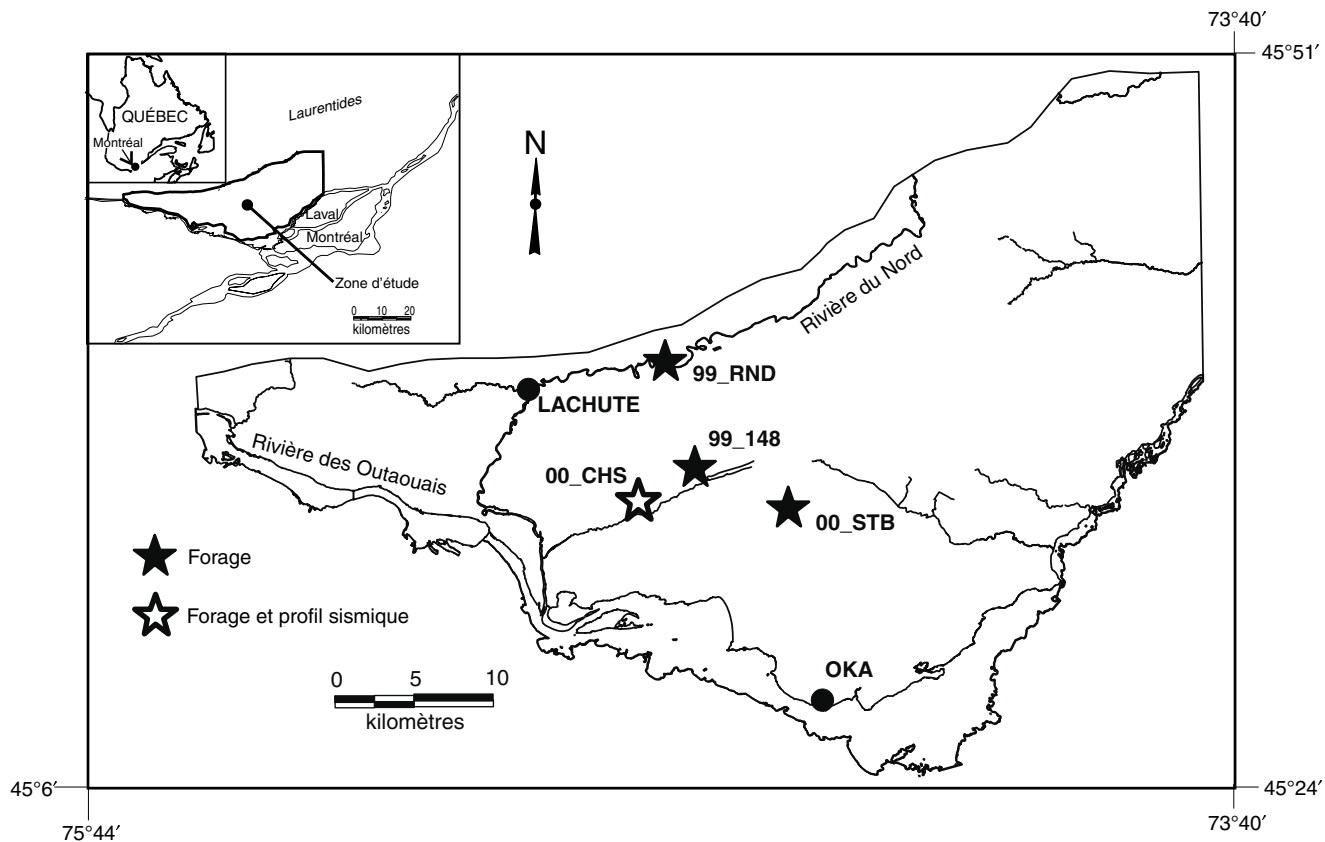 73°40′
45°51′
QUÉBEC
Montréal
Laurentides
Laval
Montréal
Zone d'étude
0 10 20
kilomètres
N
Rivière du Nord
99_RND
LACHUTE
99_148
Rivière des Outaouais
00_CHS
00_STB
Forage
Forage et profil sismique
0 5 10
kilomètres
OKA
45°6′
45°24′
75°44′
73°40′